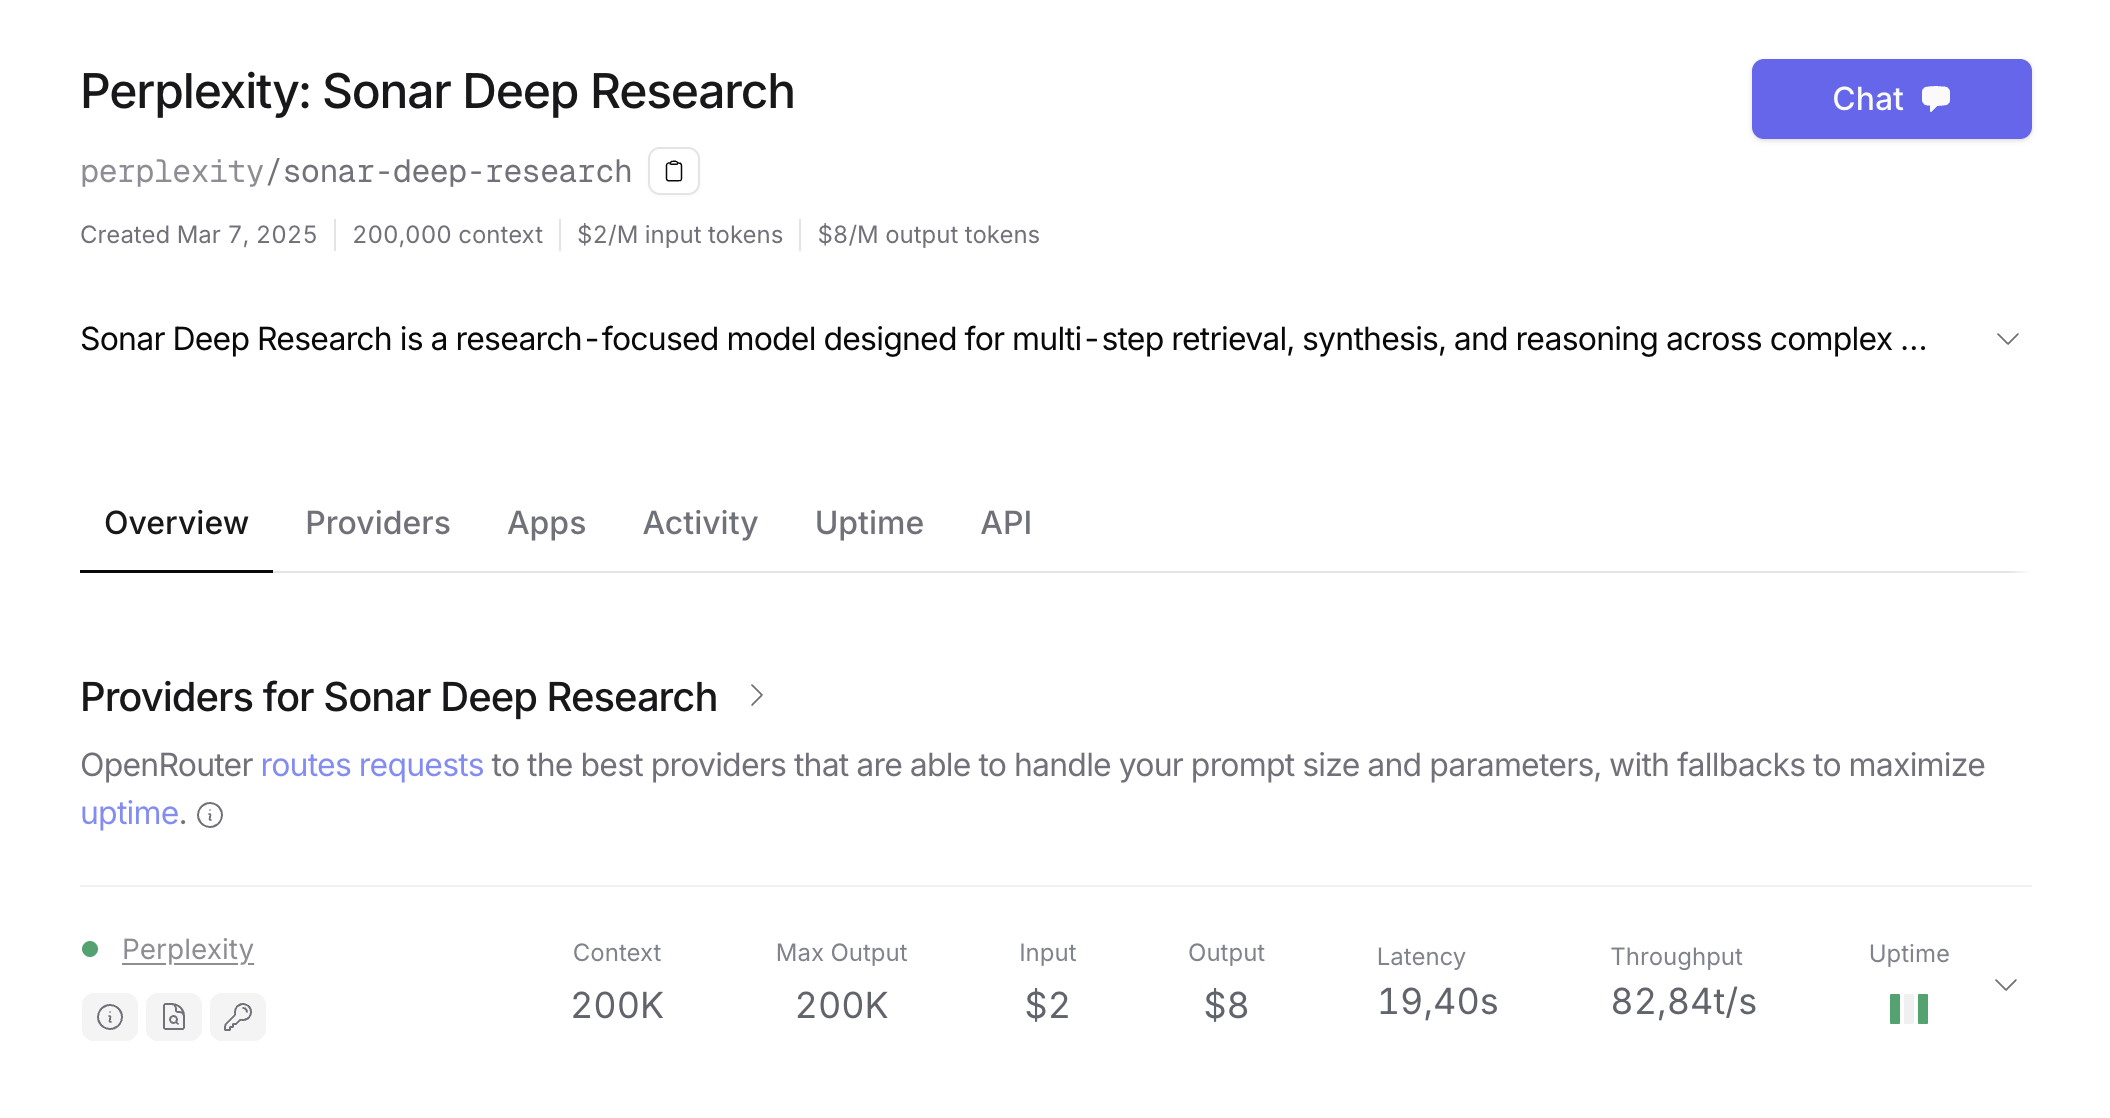 Perplexity: Sonar Deep Research
Chat
perplexity/sonar-deep-research
Created Mar 7, 2025 200,000 context $2/M input tokens $8/M output tokens
Sonar Deep Research is a research-focused model designed for multi-step retrieval, synthesis, and reasoning across complex ...
Overview Providers Apps Activity Uptime API
Providers for Sonar Deep Research
OpenRouter routes requests to the best providers that are able to handle your prompt size and parameters, with fallbacks to maximize
uptime.
Perplexity Context Max Output Input Output Latency Throughput Uptime
200K 200K $2 $8 19,40s 82,84t/s